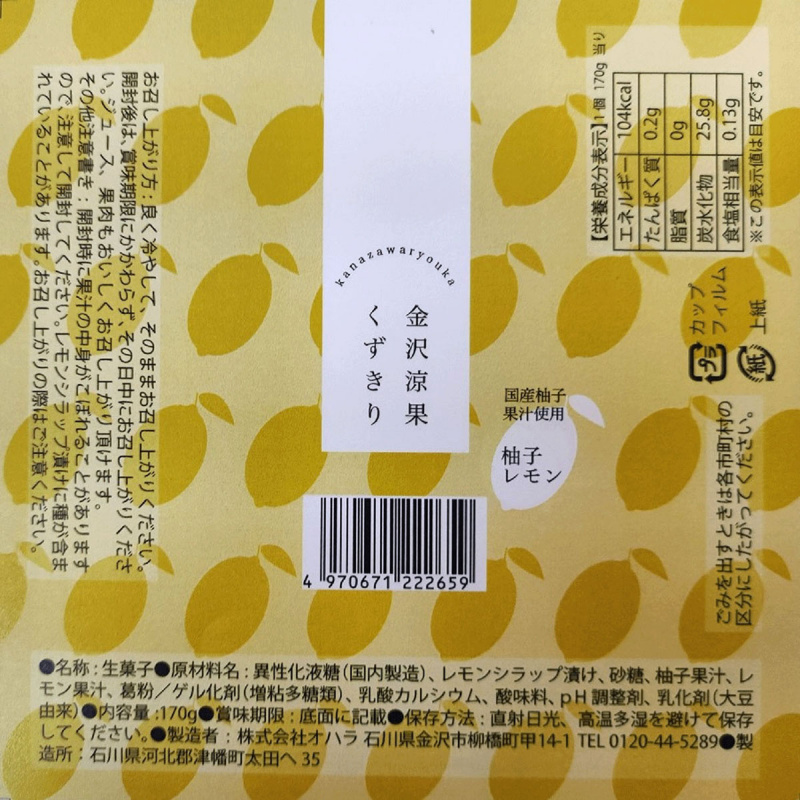 kanazawaryouka
金沢涼果
くずきり
国産柚子
果汁使用
柚子
レモン
4 970671 222659
お召し上がり方：良く冷やして、そのままお召し上がりください。
開封後は、賞味期限にかかわらず、その日中にお召し上がりくださ
い。ジュース、果肉もおいしくお召し上がり頂けます。
その他注意書き：開封時に果汁の中身がこぼれることがあります
ので、注意して開封してください。レモンシラップ漬けに種が含ま
れていることがあります。お召し上がりの際はご注意ください。
【栄養成分表示】1個 170g 当り
エネルギー 104kcal
たんぱく質 0.2g
脂質 0g
炭水化物 25.8g
食塩相当量 0.13g
※この表示値は目安です。
プラ カップ
フィルム
紙 上紙
ごみを出すときは各市町村の
区分にしたがってください。
●名称：生菓子●原材料名：異性化液糖（国内製造）、レモンシラップ漬け、砂糖、柚子果汁、レ
モン果汁、葛粉／ゲル化剤（増粘多糖類）、乳酸カルシウム、酸味料、pH調整剤、乳化剤（大豆
由来）●内容量：170g●賞味期限：底面に記載●保存方法：直射日光、高温多湿を避けて保存
してください。●製造者：株式会社オハラ 石川県金沢市柳橋町甲14-1 TEL 0120-44-5289●製
造所：石川県河北郡津幡町太田へ 35